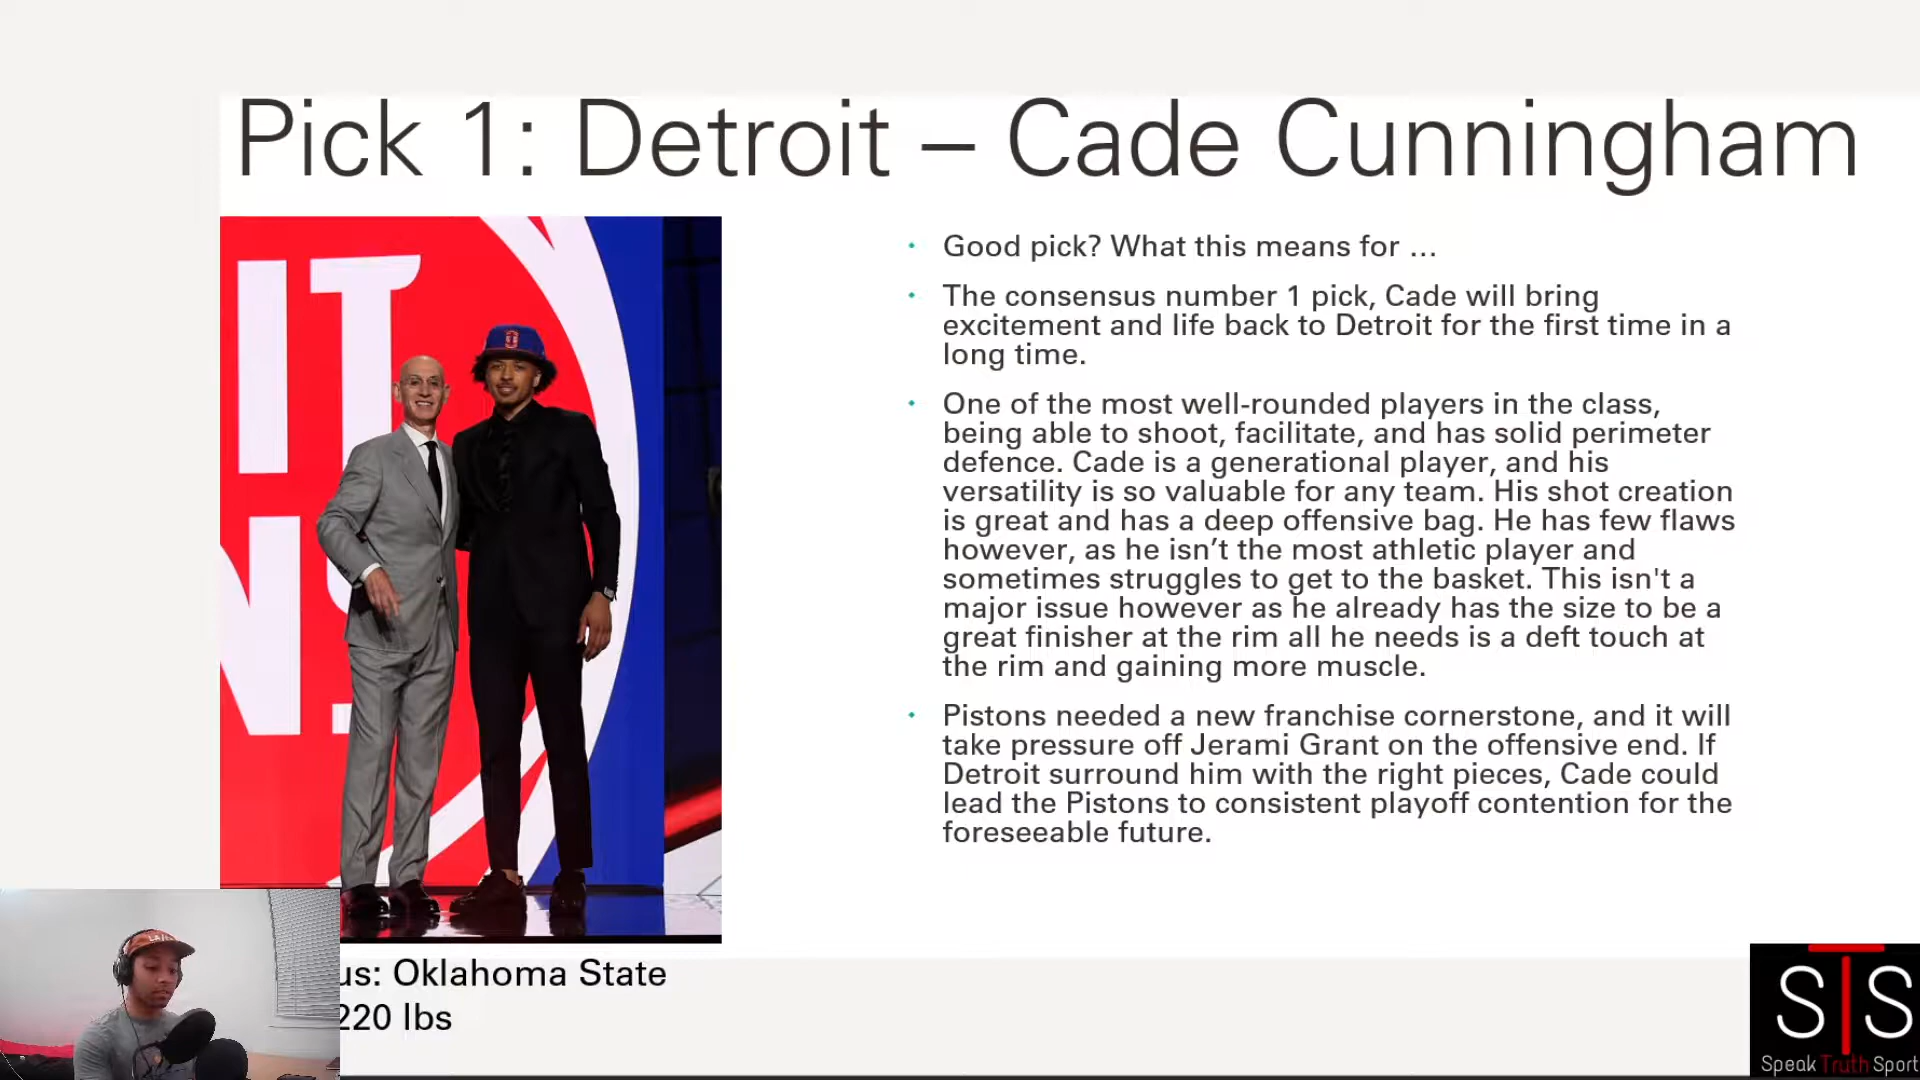 Pick 1: Detroit – Cade Cunningham
IT
NS
• Good pick? What this means for …
• The consensus number 1 pick, Cade will bring
excitement and life back to Detroit for the first time in a
long time.
• One of the most well-rounded players in the class,
being able to shoot, facilitate, and has solid perimeter
defence. Cade is a generational player, and his
versatility is so valuable for any team. His shot creation
is great and has a deep offensive bag. He has few flaws
however, as he isn’t the most athletic player and
sometimes struggles to get to the basket. This isn't a
major issue however as he already has the size to be a
great finisher at the rim all he needs is a deft touch at
the rim and gaining more muscle.
• Pistons needed a new franchise cornerstone, and it will
take pressure off Jerami Grant on the offensive end. If
Detroit surround him with the right pieces, Cade could
lead the Pistons to consistent playoff contention for the
foreseeable future.
us: Oklahoma State
220 lbs
STS
Speak Truth Sport